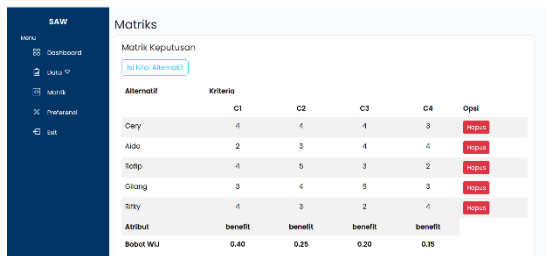 SAW
Menu
Dashboard
Data
Matrik
Preferensi
Exit
Matriks
Matrik Keputusan
Isi Nilai Alternatif
Alternatif Kriteria
C1 C2 C3 C4 Opsi
Gery 4 4 4 3 Hapus
Aldo 2 3 4 4 Hapus
4 5 3 2 Hapus
Gilang 3 4 5 3 Hapus
Rifky 4 3 2 4 Hapus
Atribut benefit benefit benefit benefit
Bobot WIJ 0.40 0.25 0.20 0.15